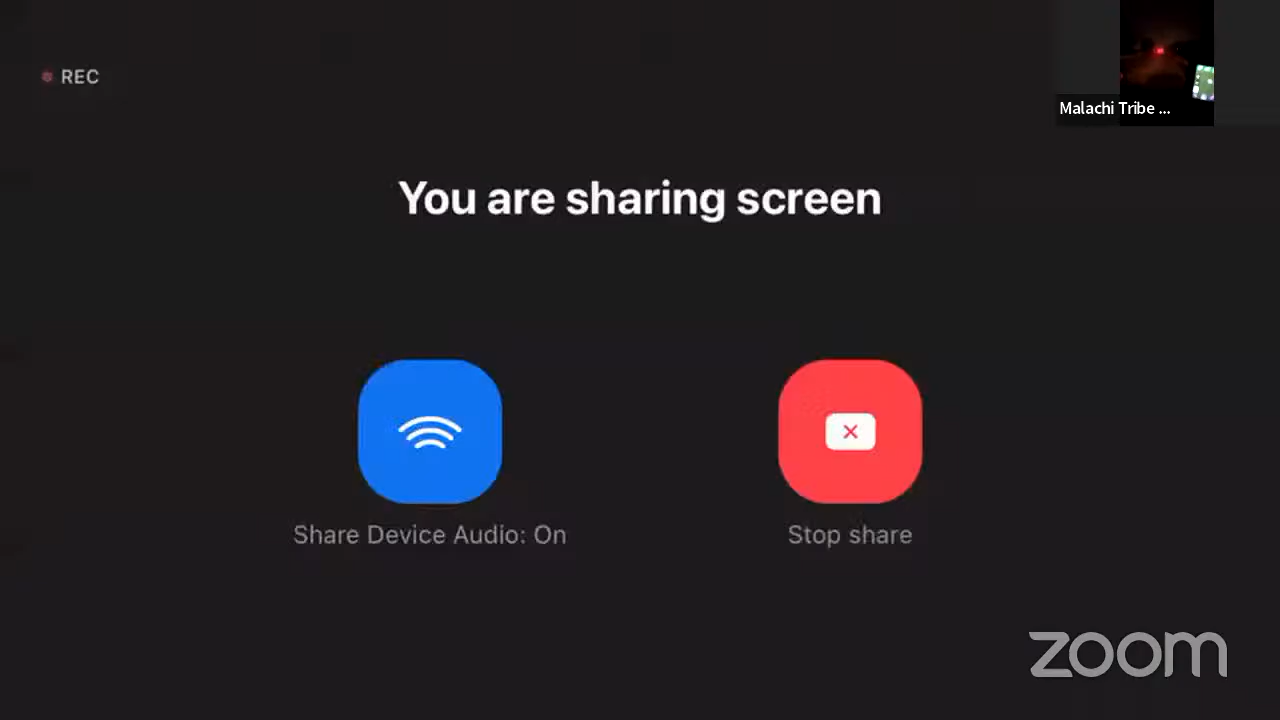 REC
Malachi Tribe ...
You are sharing screen
Share Device Audio: On
Stop share
zoom